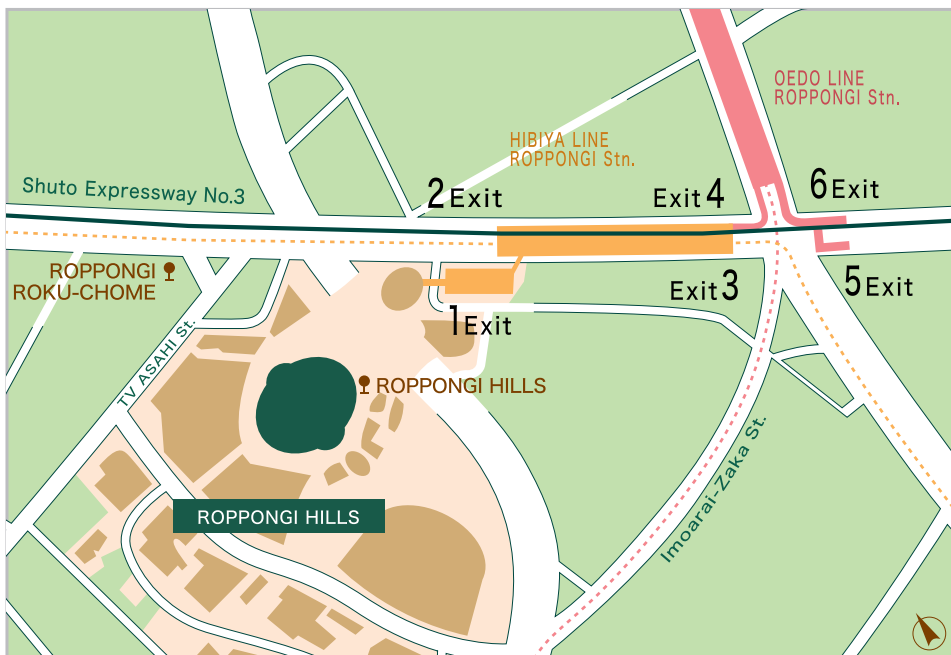 OEDO LINE
ROPPONGI Stn.
HIBIYA LINE
ROPPONGI Stn.
Shuto Expressway No.3
2 Exit
Exit 4
6 Exit
ROPPONGI
ROKU-CHOME
Exit 3
5 Exit
1 Exit
TV ASAHI St.
ROPPONGI HILLS
Imoarai-Zaka St.
ROPPONGI HILLS